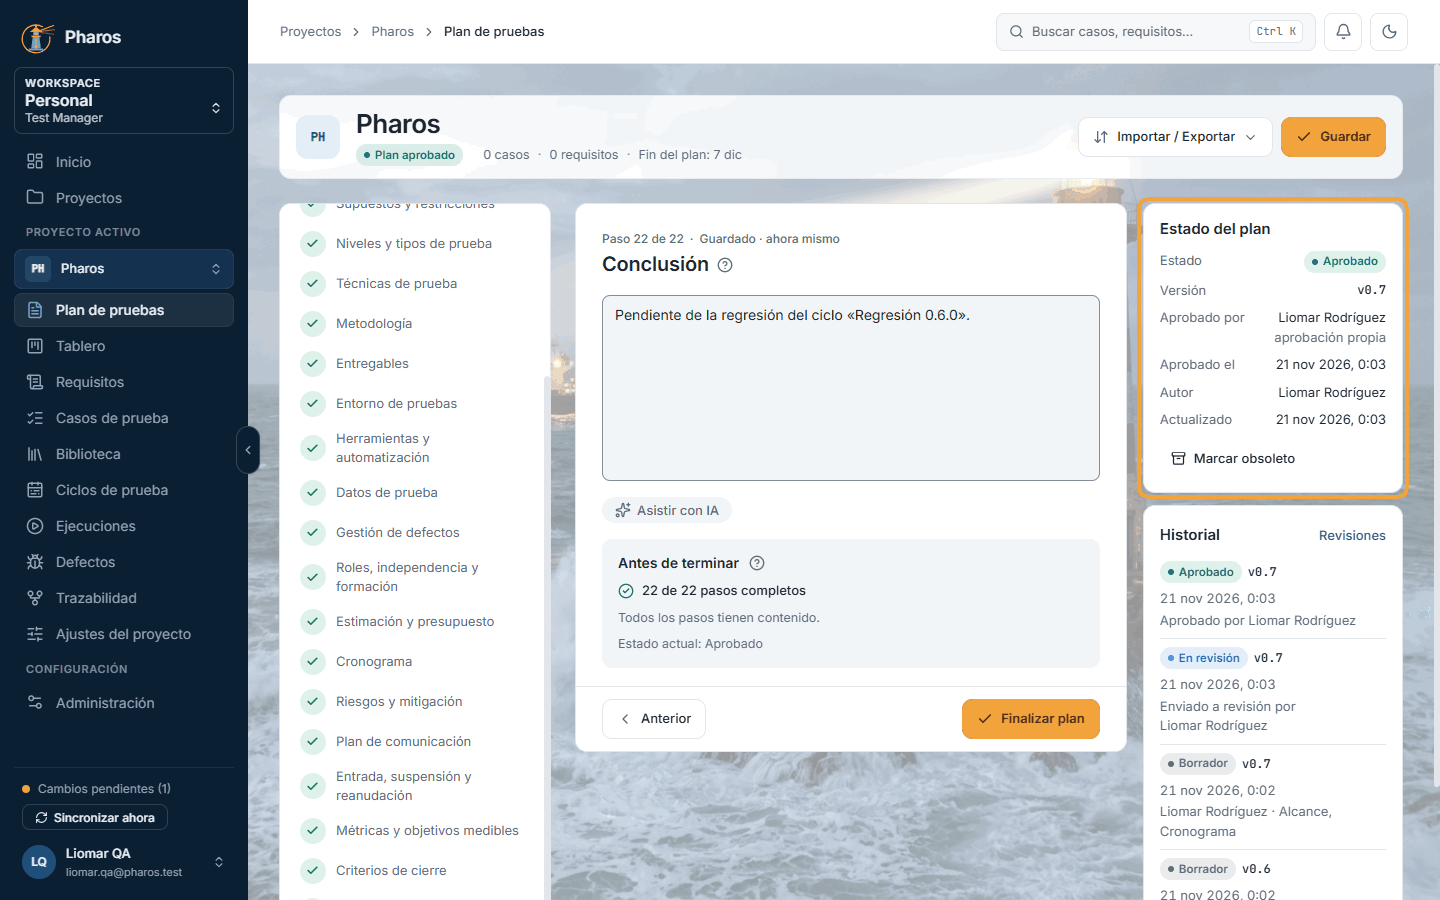 Pharos
WORKSPACE
Personal
Test Manager
Inicio
Proyectos
PROYECTO ACTIVO
PH Pharos
Plan de pruebas
Tablero
Requisitos
Casos de prueba
Biblioteca
Ciclos de prueba
Ejecuciones
Defectos
Trazabilidad
Ajustes del proyecto
CONFIGURACIÓN
Administración
Cambios pendientes (1)
Sincronizar ahora
LQ
Liomar QA
liomar.qa@pharos.test
Proyectos > Pharos > Plan de pruebas
Buscar casos, requisitos... Ctrl K
PH
Pharos
Plan aprobado 0 casos · 0 requisitos · Fin del plan: 7 dic
Importar / Exportar
Guardar
Supuestos y restricciones
Niveles y tipos de prueba
Técnicas de prueba
Metodología
Entregables
Entorno de pruebas
Herramientas y
automatización
Datos de prueba
Gestión de defectos
Roles, independencia y
formación
Estimación y presupuesto
Cronograma
Riesgos y mitigación
Plan de comunicación
Entrada, suspensión y
reanudación
Métricas y objetivos medibles
Criterios de cierre
Paso 22 de 22 · Guardado · ahora mismo
Conclusión
Pendiente de la regresión del ciclo «Regresión 0.6.0».
Asistir con IA
Antes de terminar
22 de 22 pasos completos
Todos los pasos tienen contenido.
Estado actual: Aprobado
Anterior
Finalizar plan
Estado del plan
Estado Aprobado
Versión v0.7
Aprobado por Liomar Rodríguez
aprobación propia
Aprobado el 21 nov 2026, 0:03
Autor Liomar Rodríguez
Actualizado 21 nov 2026, 0:03
Marcar obsoleto
Historial Revisiones
Aprobado v0.7
21 nov 2026, 0:03
Aprobado por Liomar Rodríguez
En revisión v0.7
21 nov 2026, 0:03
Enviado a revisión por
Liomar Rodríguez
Borrador v0.7
21 nov 2026, 0:02
Liomar Rodríguez · Alcance,
Cronograma
Borrador v0.6
21 nov 2026, 0:02